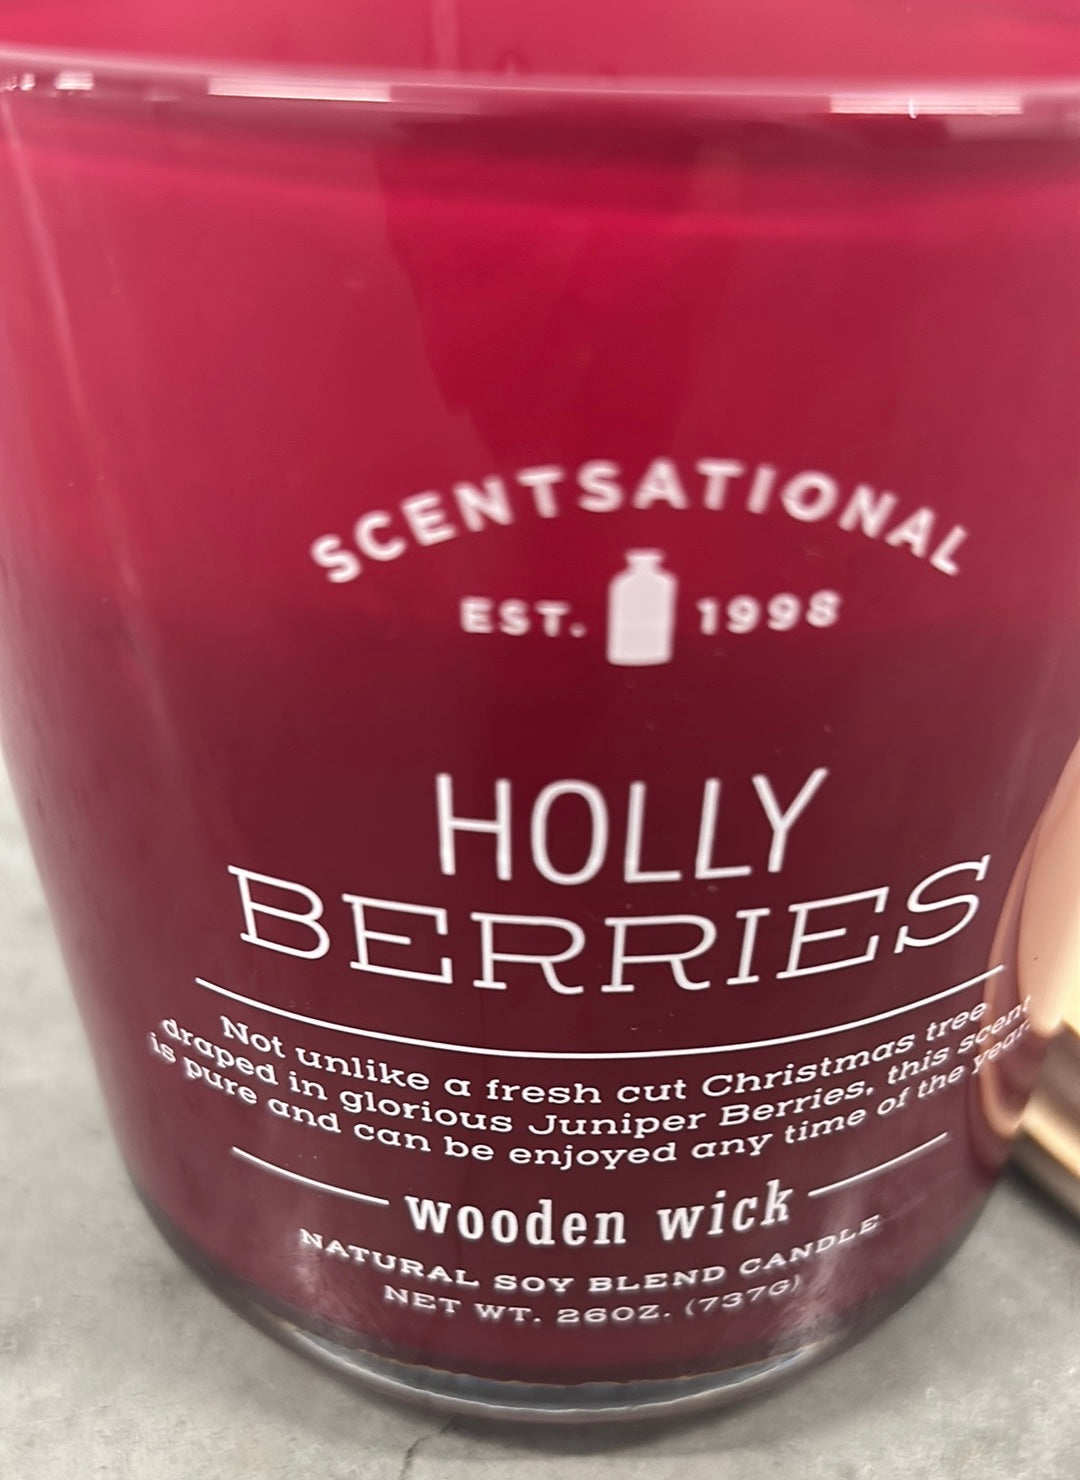 SCENTSATIONAL
EST. 1998
HOLLY
BERRIES
Not unlike a fresh cut Christmas tree
draped in glorious Juniper Berries, this scent
is pure and can be enjoyed any time of the year.
wooden wick
NATURAL SOY BLEND CANDLE
NET WT. 26OZ. (737G)